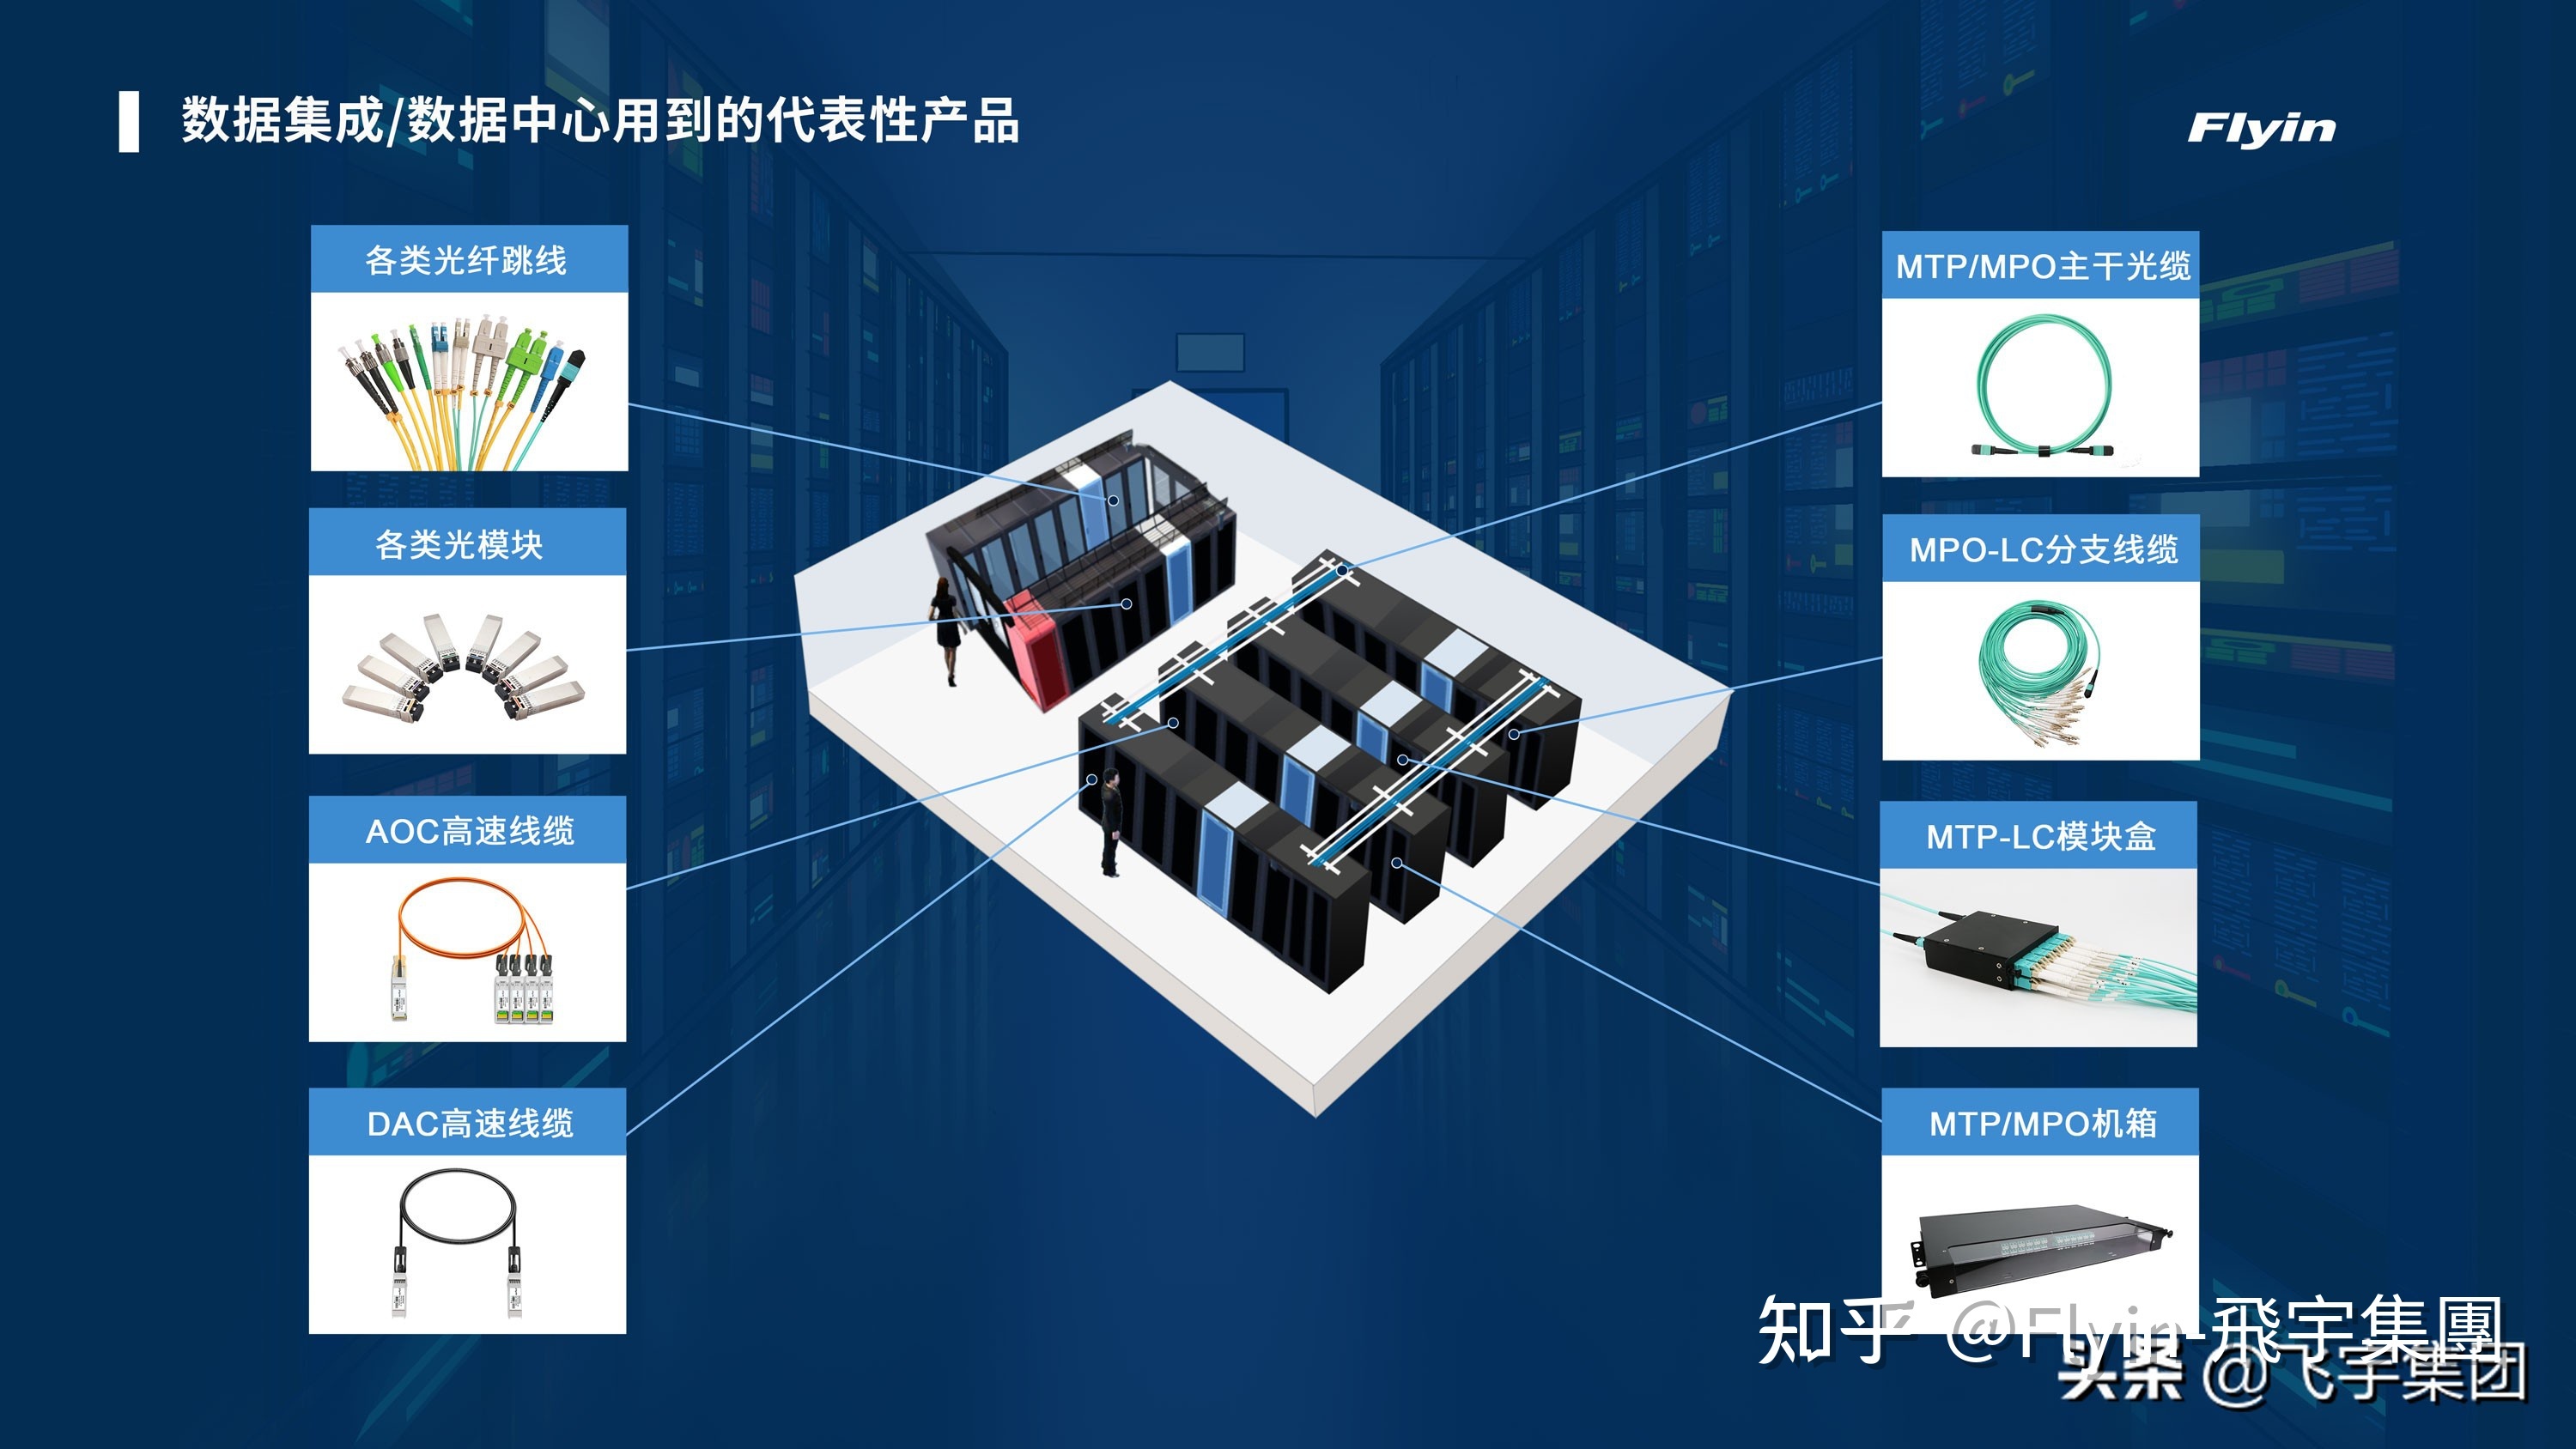 数据集成/数据中心用到的代表性产品
Flyin
各类光纤跳线
各类光模块
AOC高速线缆
DAC高速线缆
MTP/MPO主干光缆
MPO-LC分支线缆
MTP-LC模块盒
MTP/MPO机箱
知乎 @Flyin-飛宇集團
头条 @飞宇集团